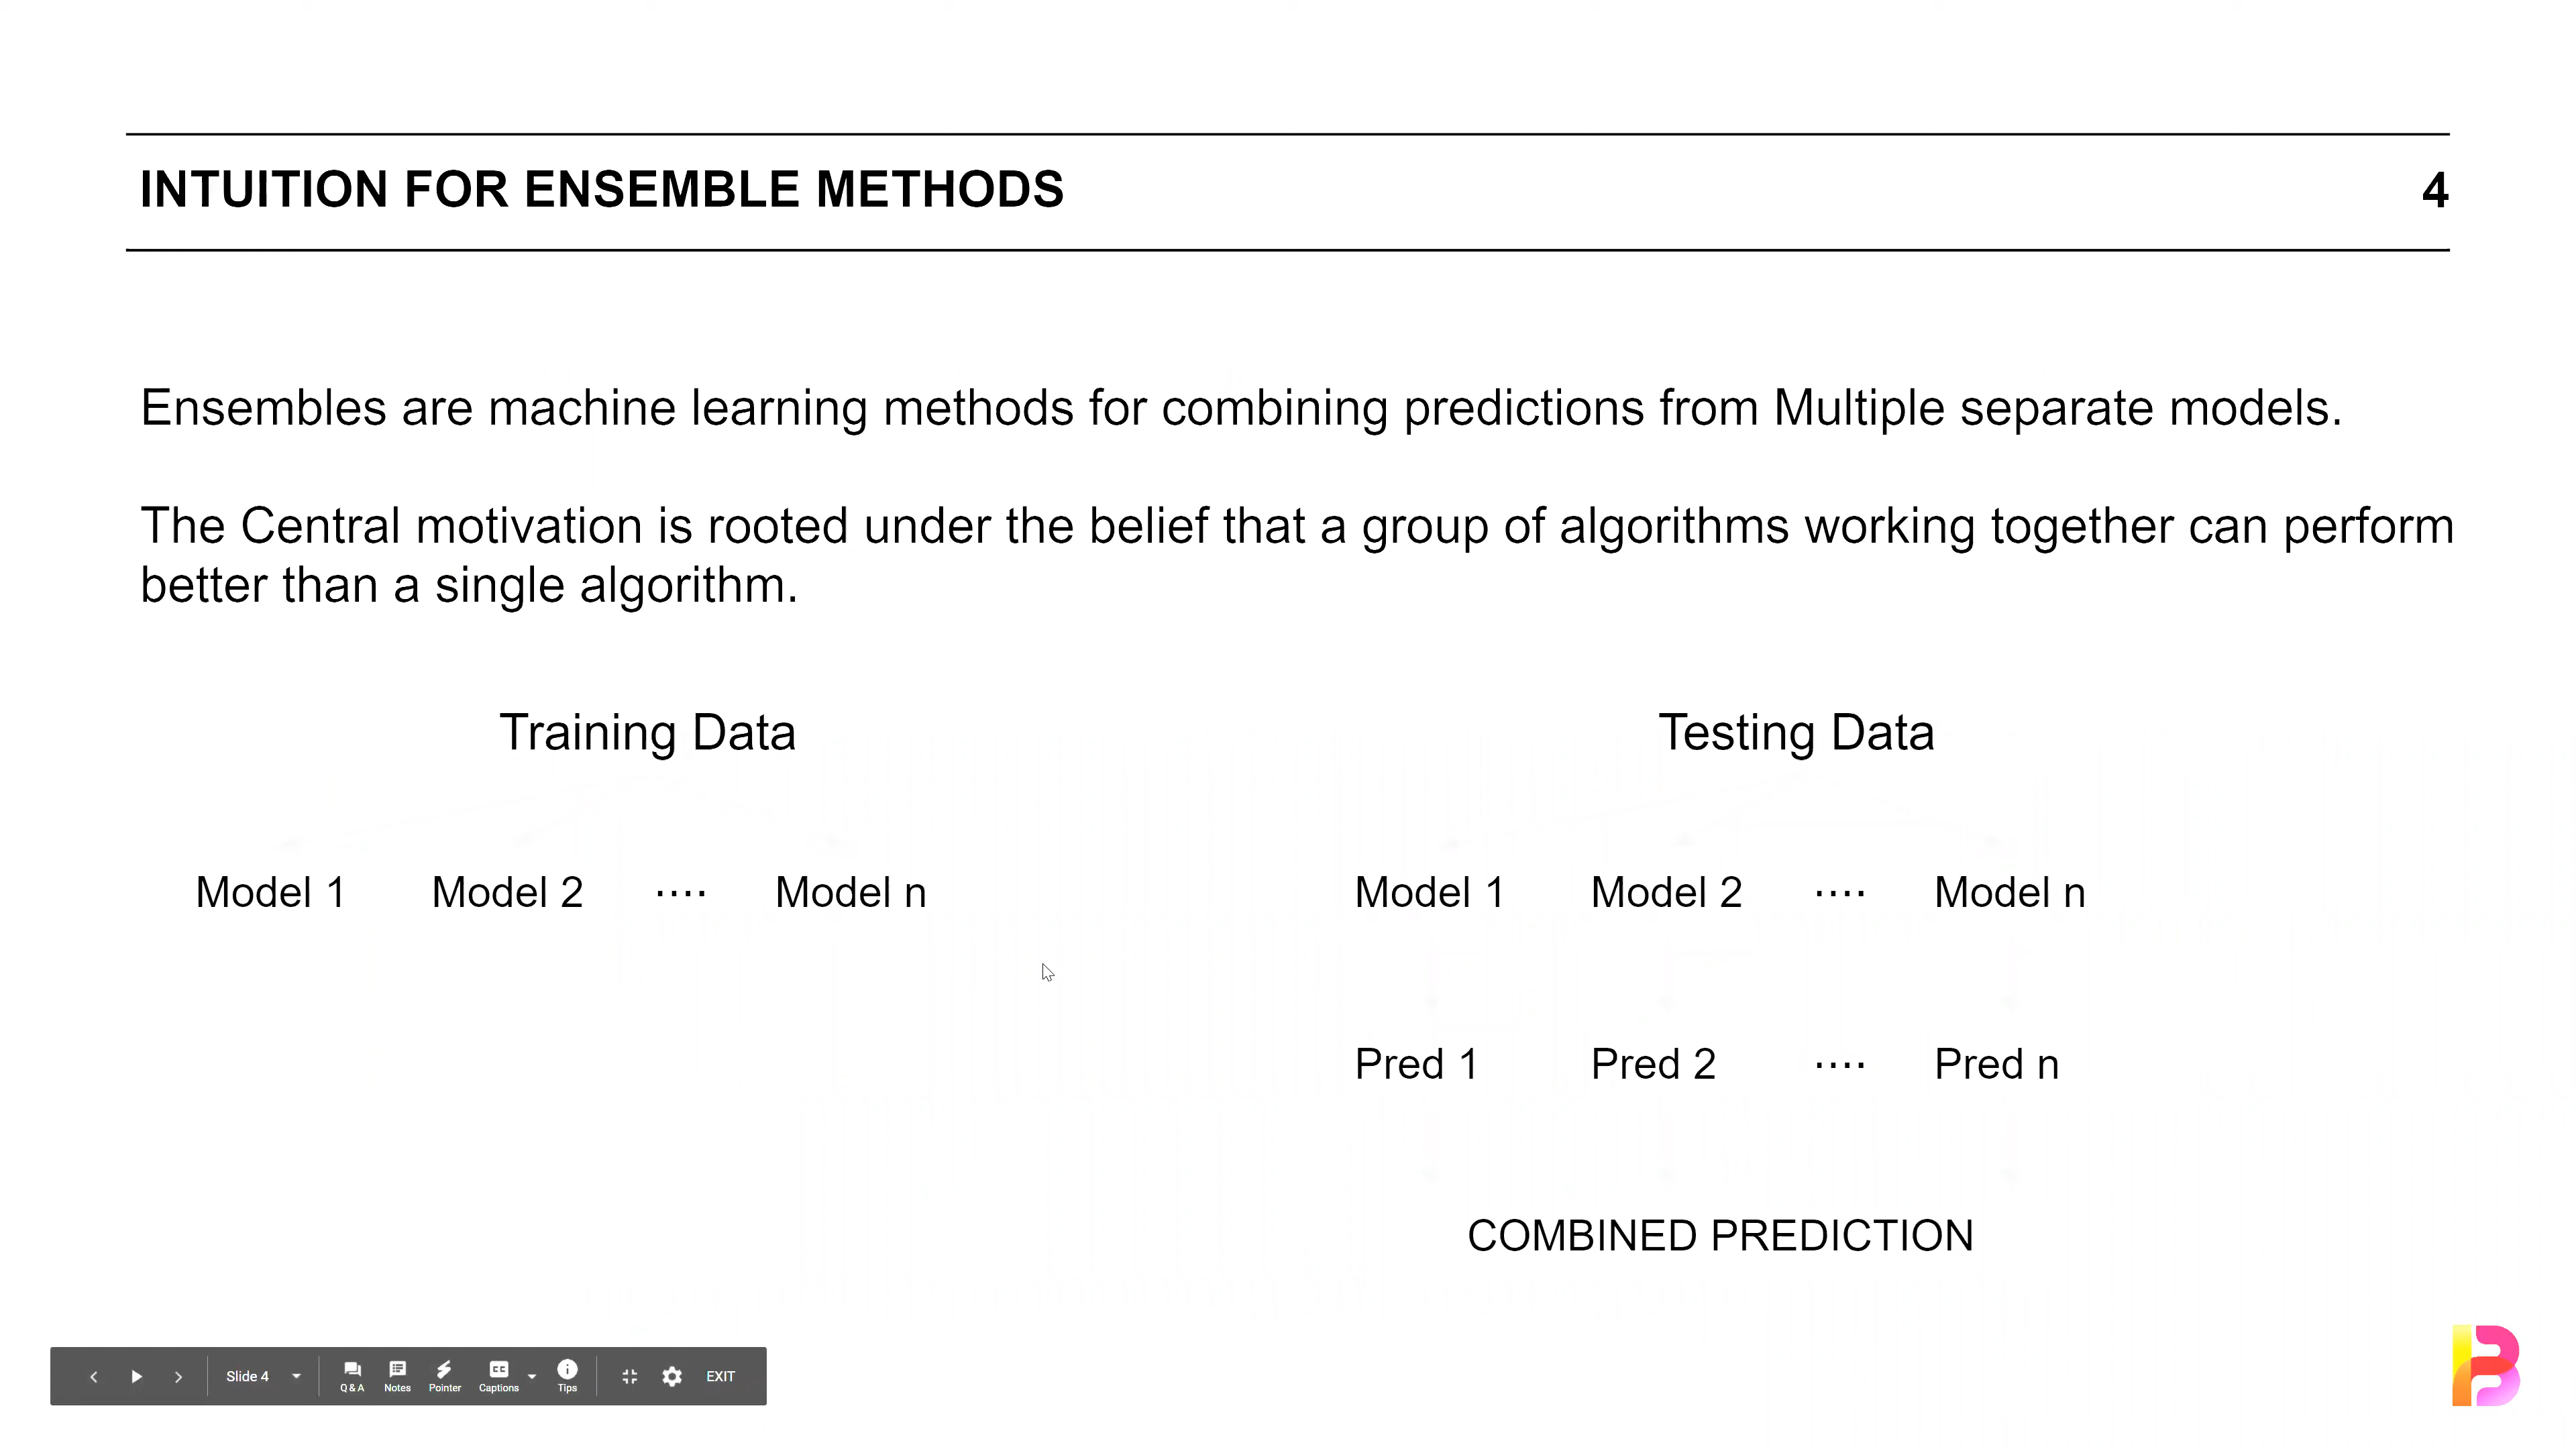 INTUITION FOR ENSEMBLE METHODS 4
Ensembles are machine learning methods for combining predictions from Multiple separate models.
The Central motivation is rooted under the belief that a group of algorithms working together can perform
better than a single algorithm.
Training Data
Model 1 Model 2 .... Model n
Testing Data
Model 1 Model 2 .... Model n
Pred 1 Pred 2 .... Pred n
COMBINED PREDICTION
Slide 4 Q & A Notes Pointer CC Captions Tips EXIT